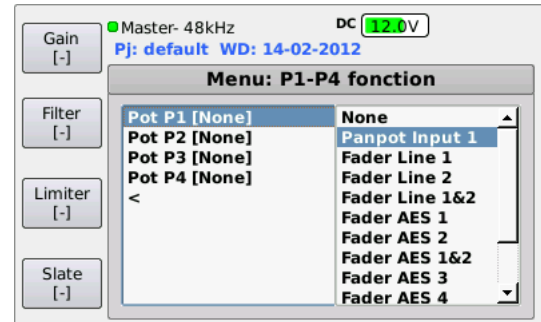 Gain
[-]
Master- 48kHz
DC 12.0V
Pj: default WD: 14-02-2012
Menu: P1-P4 fonction
Filter
[-]
Limiter
[-]
Slate
[-]
Pot P1 [None]
Pot P2 [None]
Pot P3 [None]
Pot P4 [None]
<
None
Panpot Input 1
Fader Line 1
Fader Line 2
Fader Line 1&2
Fader AES 1
Fader AES 2
Fader AES 1&2
Fader AES 3
Fader AES 4